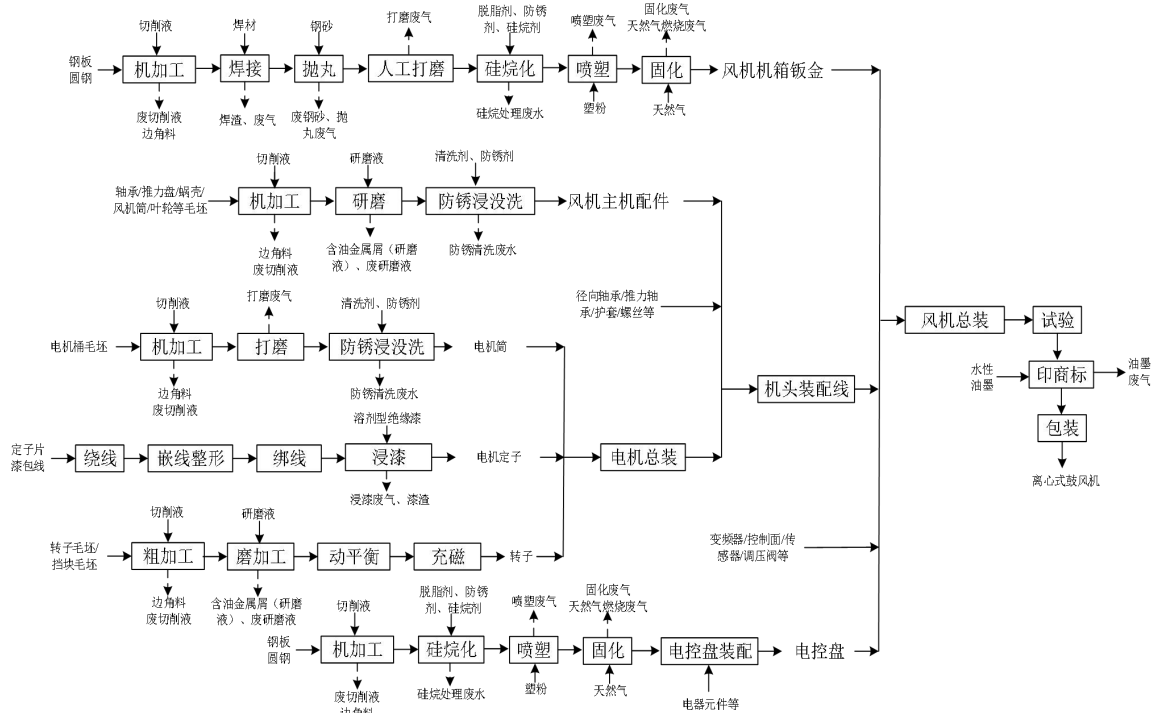 切削液
焊材
钢砂
打磨废气
脱脂剂、防锈
剂、硅烷剂
喷塑废气
固化废气
天然气燃烧废气
钢板
圆钢
机加工
焊接
抛丸
人工打磨
硅烷化
喷塑
固化
风机机箱钣金
废切削液
边角料
焊渣、废气
废钢砂、抛
丸废气
硅烷处理废水
塑粉
天然气
切削液
研磨液
清洗剂、防锈剂
轴承/推力盘/蜗壳/
风机筒/叶轮等毛坯
机加工
研磨
防锈浸没洗
风机主机配件
边角料
废切削液
含油金属屑（研磨
液）、废研磨液
防锈清洗废水
径向轴承/推力轴
承/护套/螺丝等
切削液
打磨废气
清洗剂、防锈剂
电机桶毛坯
机加工
打磨
防锈浸没洗
电机筒
边角料
废切削液
防锈清洗废水
风机总装
试验
水性
油墨
印商标
油墨
废气
包装
离心式鼓风机
机头装配线
溶剂型绝缘漆
定子片
漆包线
绕线
嵌线整形
绑线
浸漆
电机定子
电机总装
浸漆废气、漆渣
切削液
研磨液
转子毛坯/
挡块毛坯
粗加工
磨加工
动平衡
充磁
转子
边角料
废切削液
含油金属屑（研磨
液）、废研磨液
变频器/控制面/传
感器/调压阀等
切削液
脱脂剂、防锈
剂、硅烷剂
喷塑废气
固化废气
天然气燃烧废气
钢板
圆钢
机加工
硅烷化
喷塑
固化
电控盘装配
电控盘
废切削液
边角料
硅烷处理废水
塑粉
天然气
电器元件等